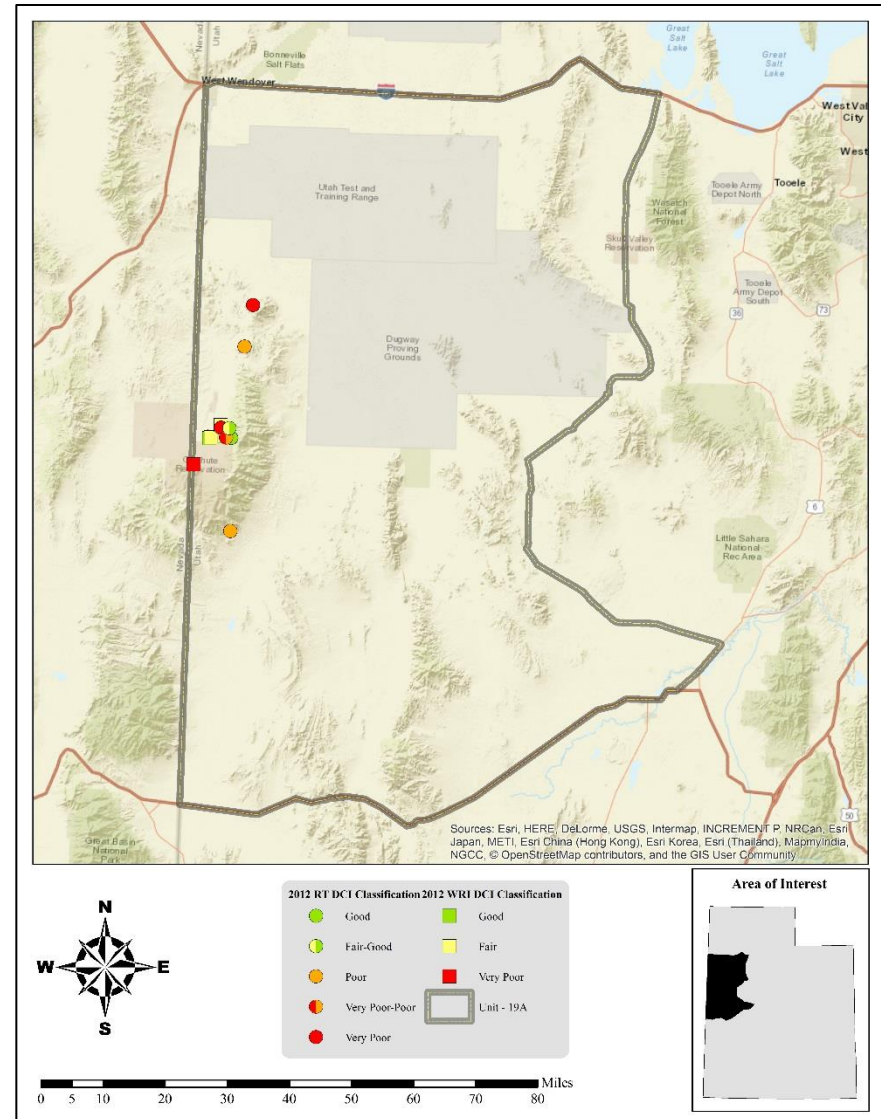 Nevada
Utah
Bonneville
Salt Flats
Great
Salt
Lake
Great
Salt
Lake
West Wendover
80
West Val
City
West
Utah Test and
Training Range
Tooele Army
Depot North
Tooele
Wasatch
National
Forest
Skull Valley
Reservation
Tooele
Army Depot
South
36
73
Dugway
Proving
Grounds
Reservation
6
Little Sahara
National
Rec Area
Nevada
Utah
50
Great Basin
National
Park
Sources: Esri, HERE, DeLorme, USGS, Intermap, INCREMENT P, NRCan, Esri
Japan, METI, Esri China (Hong Kong), Esri Korea, Esri (Thailand), MapmyIndia,
NGCC, © OpenStreetMap contributors, and the GIS User Community
2012 RT DCI Classification 2012 WRI DCI Classification
Good Good
Fair-Good Fair
Poor Very Poor
Very Poor-Poor Unit - 19A
Very Poor
N
W E
S
Miles
0 5 10 20 30 40 50 60 70 80
Area of Interest